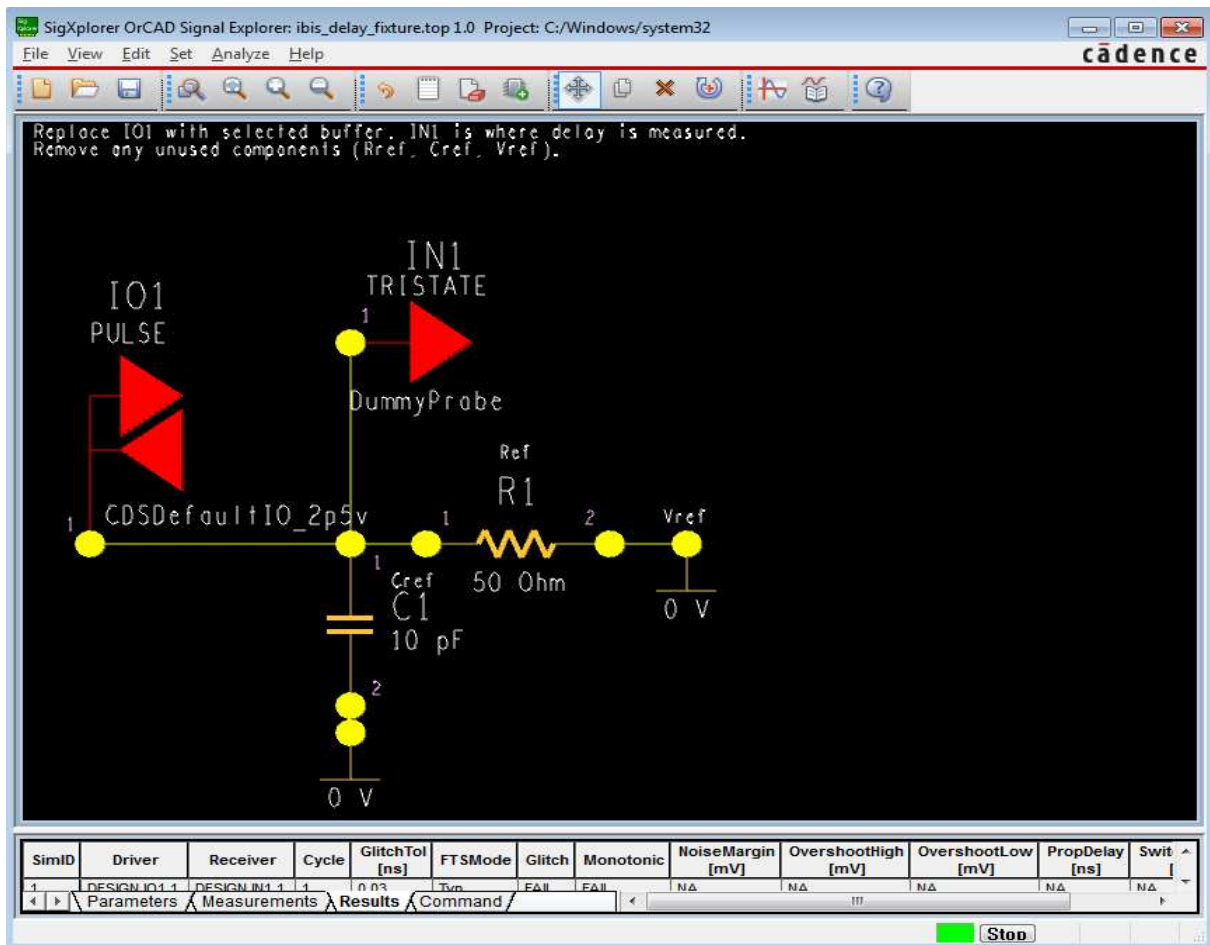 SigXplorer OrCAD Signal Explorer: ibis_delay_fixture.top 1.0 Project: C:/Windows/system32
File View Edit Set Analyze Help
cādence
Replace IO1 with selected buffer. IN1 is where delay is measured.
Remove any unused components (Rref, Cref, Vref).
IN1
TRISTATE
IO1
PULSE
1
DummyProbe
Ref
R1
CDSDefaultIO_2p5v
1
1
2
Vref
1
Cref
50 Ohm
C1
0 V
10 pF
2
0 V
SimID Driver Receiver Cycle GlitchTol [ns] FTSMode Glitch Monotonic NoiseMargin [mV] OvershootHigh [mV] OvershootLow [mV] PropDelay [ns] Swit
1 DESIGN.IO1.1 DESIGN.IN1.1 1 0.03 Typ FAIL FAIL NA NA NA NA NA
Parameters Measurements Results Command
Stop